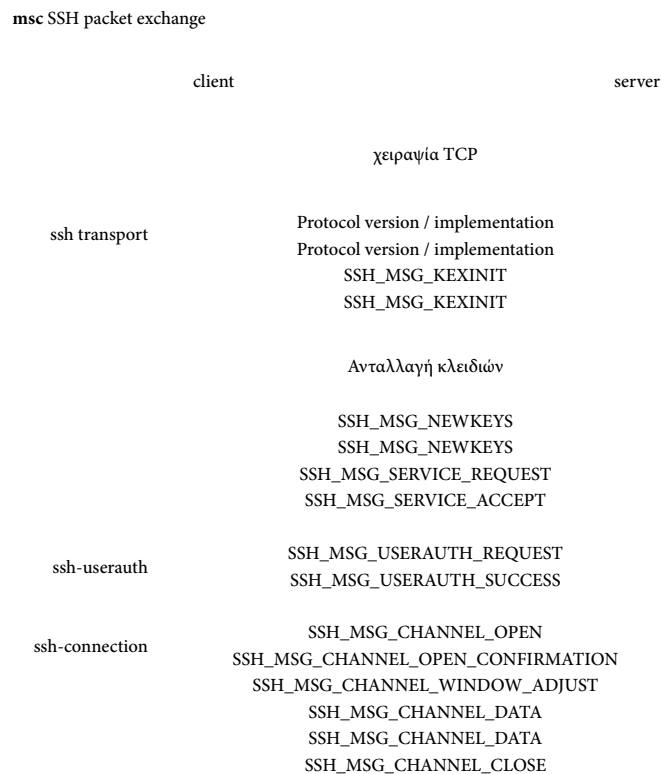 msc SSH packet exchange
client server
χειραψία TCP
Protocol version / implementation
ssh transport
Protocol version / implementation
SSH_MSG_KEXINIT
SSH_MSG_KEXINIT
Ανταλλαγή κλειδιών
SSH_MSG_NEWKEYS
SSH_MSG_NEWKEYS
SSH_MSG_SERVICE_REQUEST
SSH_MSG_SERVICE_ACCEPT
SSH_MSG_USERAUTH_REQUEST
ssh-userauth
SSH_MSG_USERAUTH_SUCCESS
SSH_MSG_CHANNEL_OPEN
ssh-connection
SSH_MSG_CHANNEL_OPEN_CONFIRMATION
SSH_MSG_CHANNEL_WINDOW_ADJUST
SSH_MSG_CHANNEL_DATA
SSH_MSG_CHANNEL_DATA
SSH_MSG_CHANNEL_CLOSE